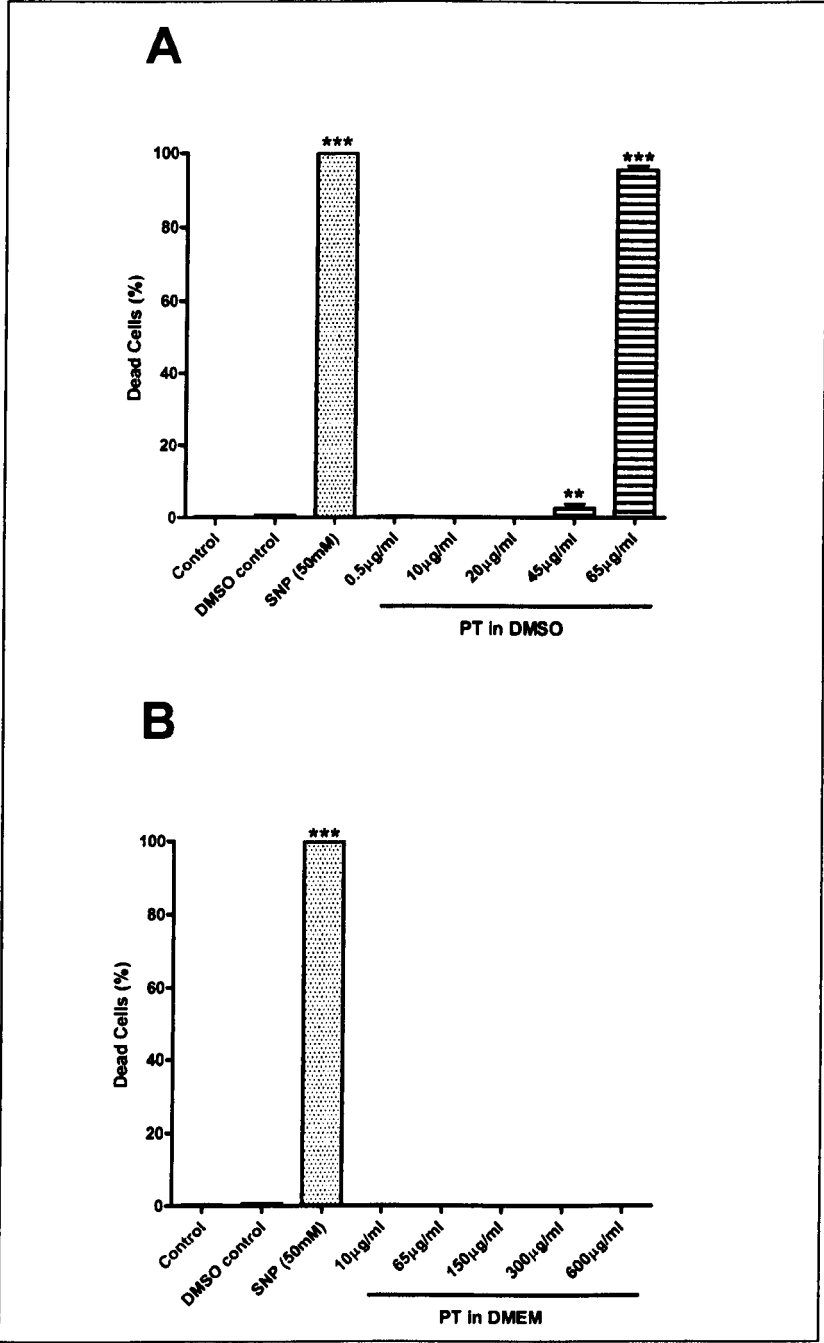 A
***
***
**
100
80
60
40
20
0
Dead Cells (%)
Control
DMSO control
SNP (50mM)
0.5µg/ml
10µg/ml
20µg/ml
45µg/ml
65µg/ml
PT in DMSO
B
***
100
80
60
40
20
0
Dead Cells (%)
Control
DMSO control
SNP (50mM)
10µg/ml
65µg/ml
150µg/ml
300µg/ml
600µg/ml
PT in DMEM